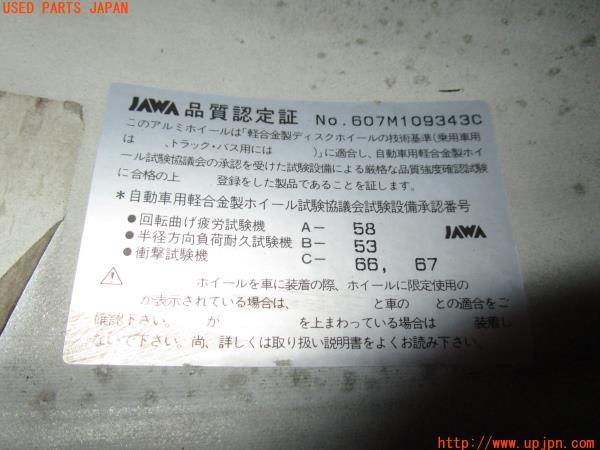 USED PARTS JAPAN
JAWA 品質認定証 No.607M109343C
このアルミホイールは「軽合金製ディスクホイールの技術基準(乗用車用
は 、トラック・バス用には )」に適合し、自動車用軽合金製ホイ
ール試験協議会の承認を受けた試験設備による厳格な品質強度確認試験
に合格の上 登録をした製品であることを証します。
*自動車用軽合金製ホイール試験協議会試験設備承認番号
●回転曲げ疲労試験機 A- 58
●半径方向負荷耐久試験機 B- 53 JAWA
●衝撃試験機 C- 66, 67
ホイールを車に装着の際、ホイールに限定使用の
が表示されている場合は、 と車の との適合をご
確認下さい。 が を上まわっている場合は 装着し
ないで下さい。尚、詳しくは取り扱い説明書をよくお読み下さい。
http://www.upjpn.com/